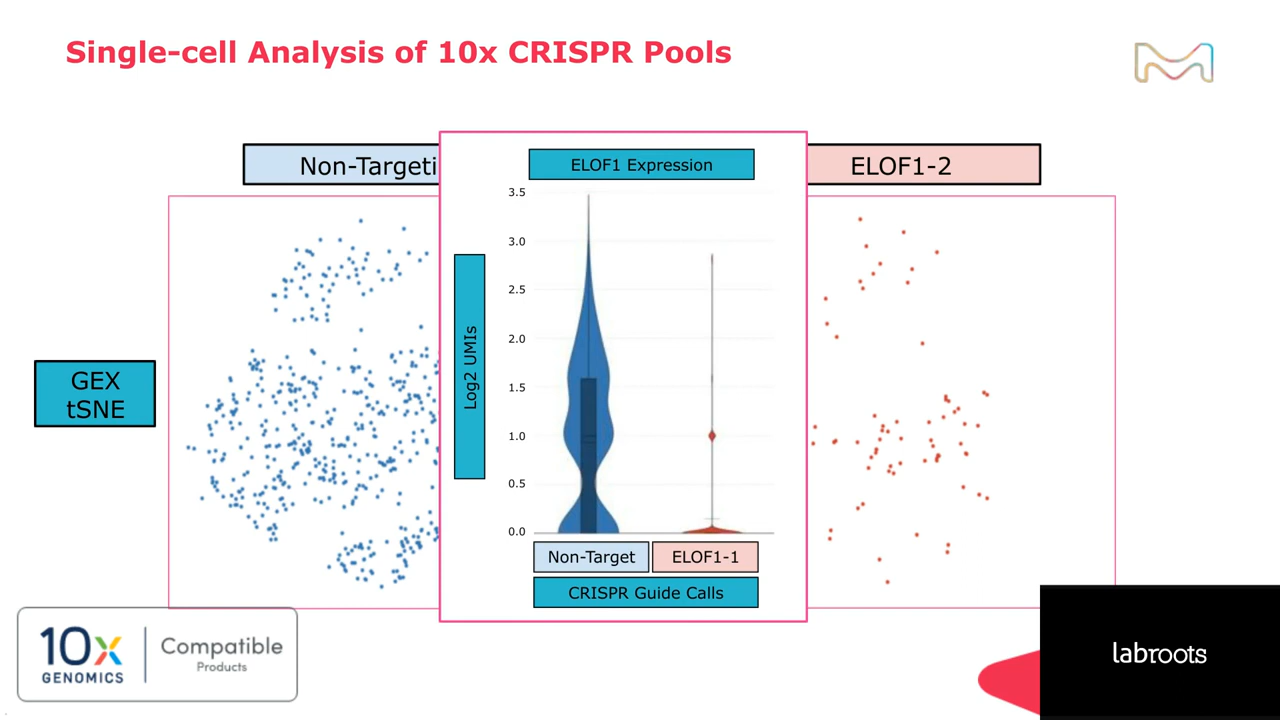 Single-cell Analysis of 10x CRISPR Pools
Non-Targeti
ELOF1-2
GEX
tSNE
ELOF1 Expression
Log2 UMIs
3.5
3.0
2.5
2.0
1.5
1.0
0.5
0.0
Non-Target
ELOF1-1
CRISPR Guide Calls
10x
GENOMICS
Compatible
Products
labroots